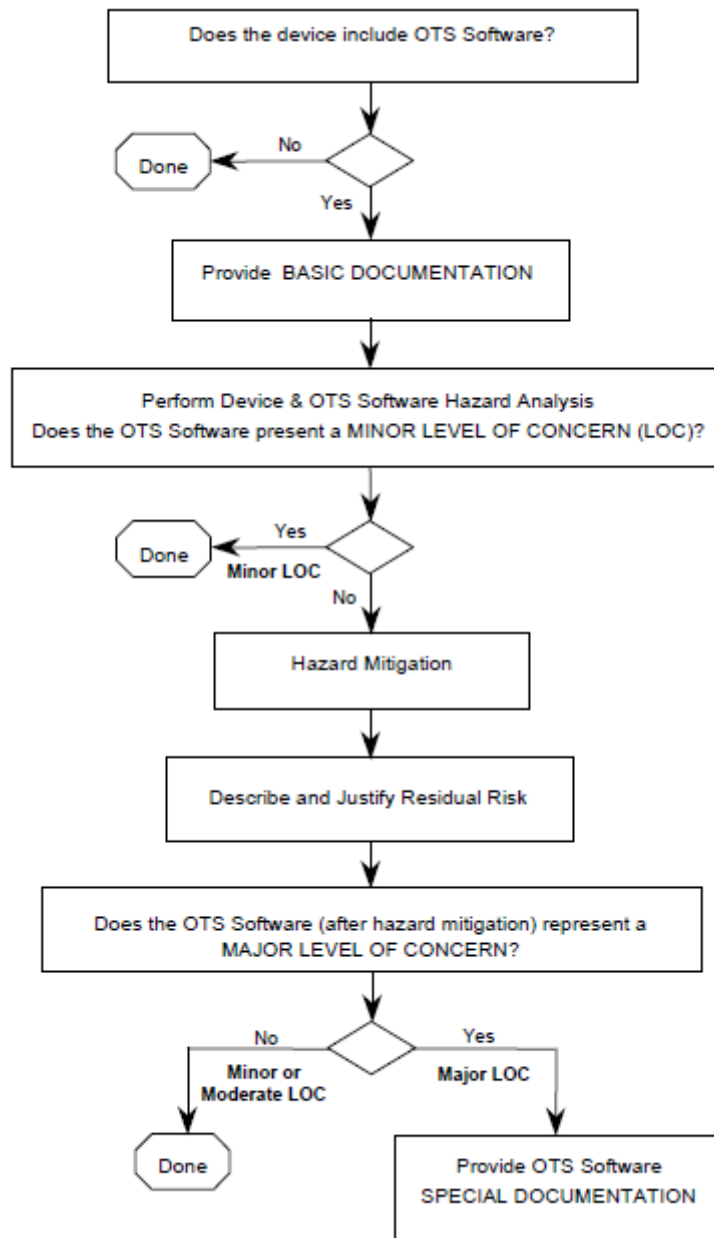 Does the device include OTS Software?
No
Done
Yes
Provide BASIC DOCUMENTATION
Perform Device & OTS Software Hazard Analysis
Does the OTS Software present a MINOR LEVEL OF CONCERN (LOC)?
Yes
Done
Minor LOC
No
Hazard Mitigation
Describe and Justify Residual Risk
Does the OTS Software (after hazard mitigation) represent a
MAJOR LEVEL OF CONCERN?
No
Yes
Minor or
Moderate LOC
Major LOC
Done
Provide OTS Software
SPECIAL DOCUMENTATION